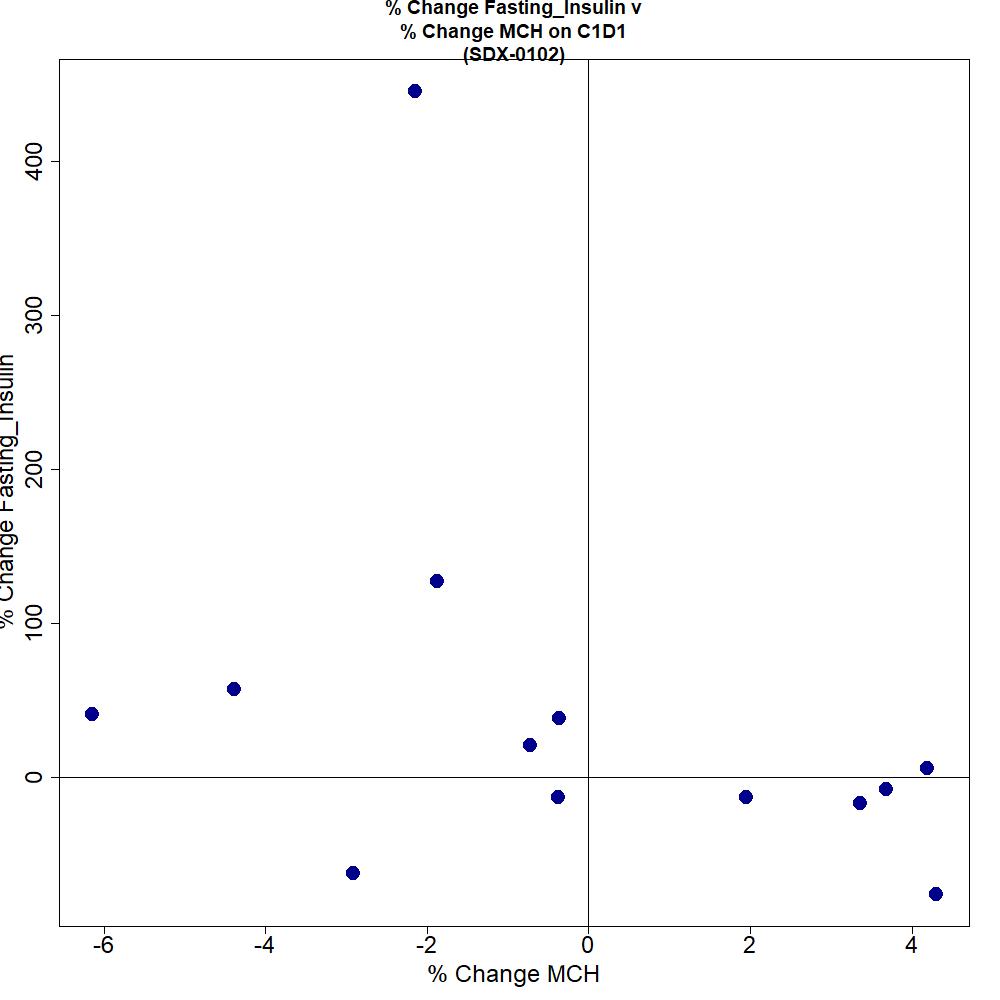 % Change Fasting_Insulin v
% Change MCH on C1D1
(SDX-0102)
% Change Fasting_Insulin
400
300
200
100
0
-6
-4
-2
0
2
4
% Change MCH